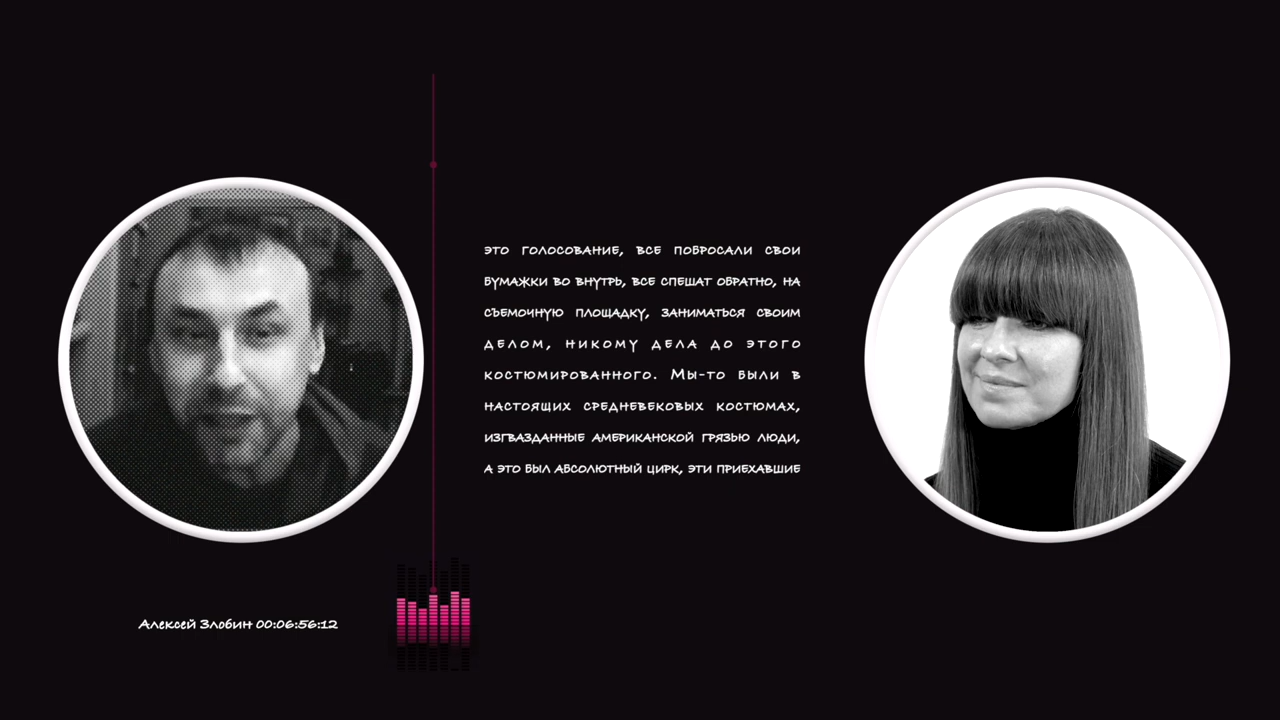 это голосование, все побросали свои
бумажки во внутрь, все спешат обратно, на
съемочную площадку, заниматься своим
делом, никому дела до этого
костюмированного. Мы-то были в
настоящих средневековых костюмах,
изгвазданные американской грязью люди,
а это был абсолютный цирк, эти приехавшие
Алексей Злобин 00:06:56:12